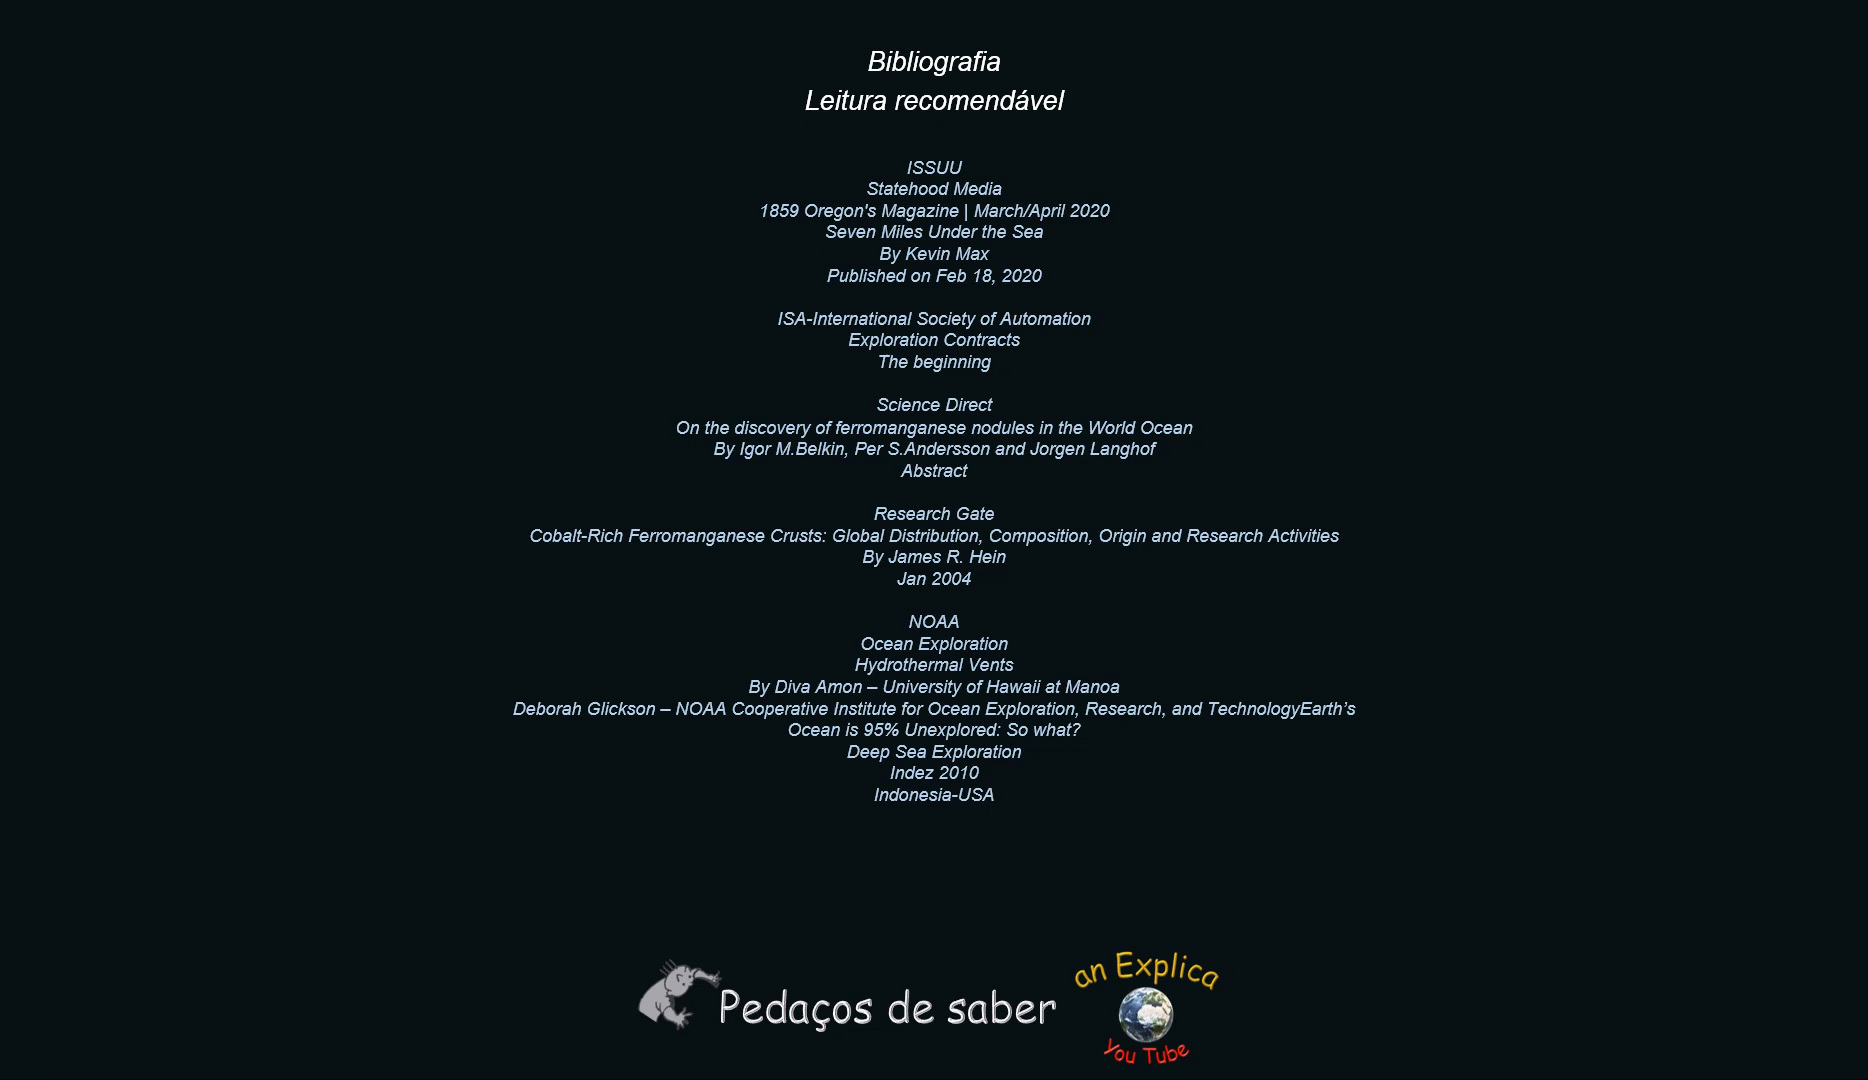 Bibliografia
Leitura recomendável
ISSUU
Statehood Media
1859 Oregon's Magazine | March/April 2020
Seven Miles Under the Sea
By Kevin Max
Published on Feb 18, 2020
ISA-International Society of Automation
Exploration Contracts
The beginning
Science Direct
On the discovery of ferromanganese nodules in the World Ocean
By Igor M.Belkin, Per S.Andersson and Jorgen Langhof
Abstract
Research Gate
Cobalt-Rich Ferromanganese Crusts: Global Distribution, Composition, Origin and Research Activities
By James R. Hein
Jan 2004
NOAA
Ocean Exploration
Hydrothermal Vents
By Diva Amon – University of Hawaii at Manoa
Deborah Glickson – NOAA Cooperative Institute for Ocean Exploration, Research, and TechnologyEarth’s
Ocean is 95% Unexplored: So what?
Deep Sea Exploration
Indez 2010
Indonesia-USA
Pedaços de saber
an Explica
You Tube